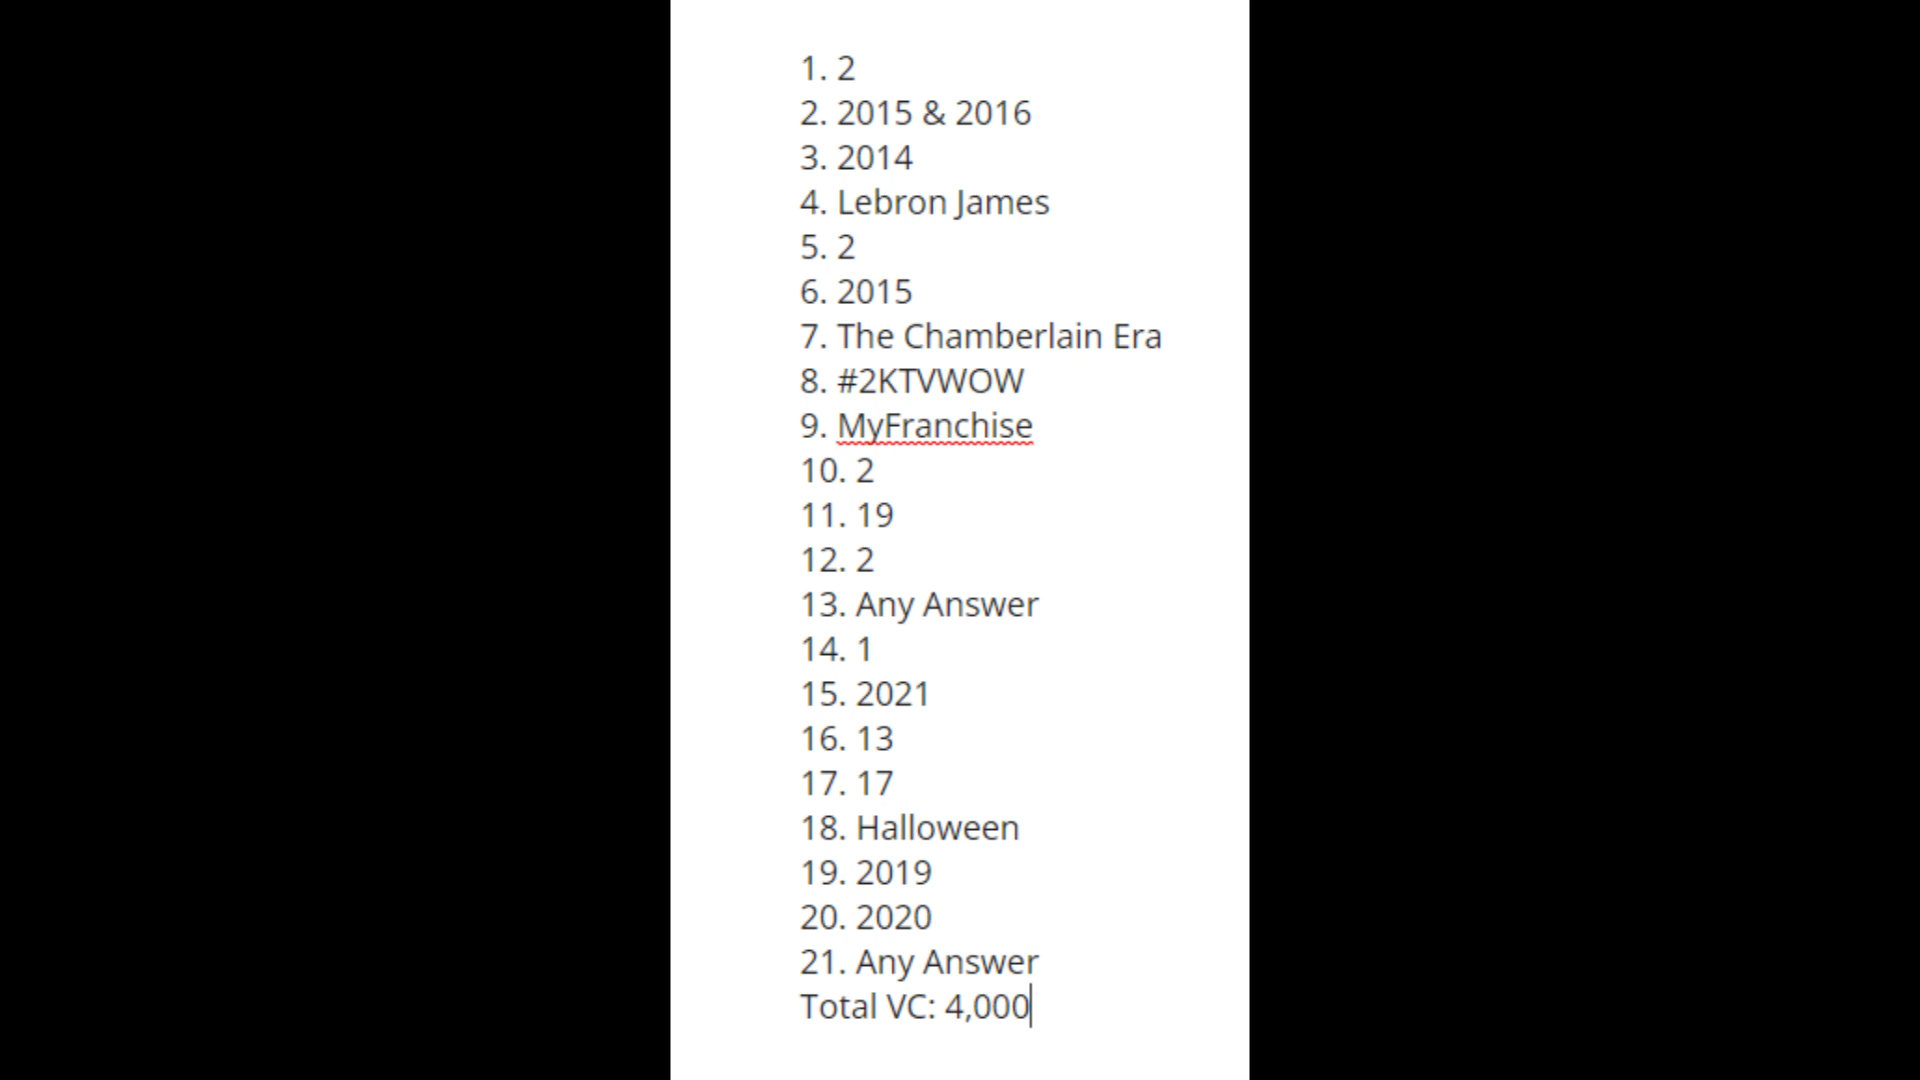 1. 2
2. 2015 & 2016
3. 2014
4. Lebron James
5. 2
6. 2015
7. The Chamberlain Era
8. #2KTVWOW
9. MyFranchise
10. 2
11. 19
12. 2
13. Any Answer
14. 1
15. 2021
16. 13
17. 17
18. Halloween
19. 2019
20. 2020
21. Any Answer
Total VC: 4,000